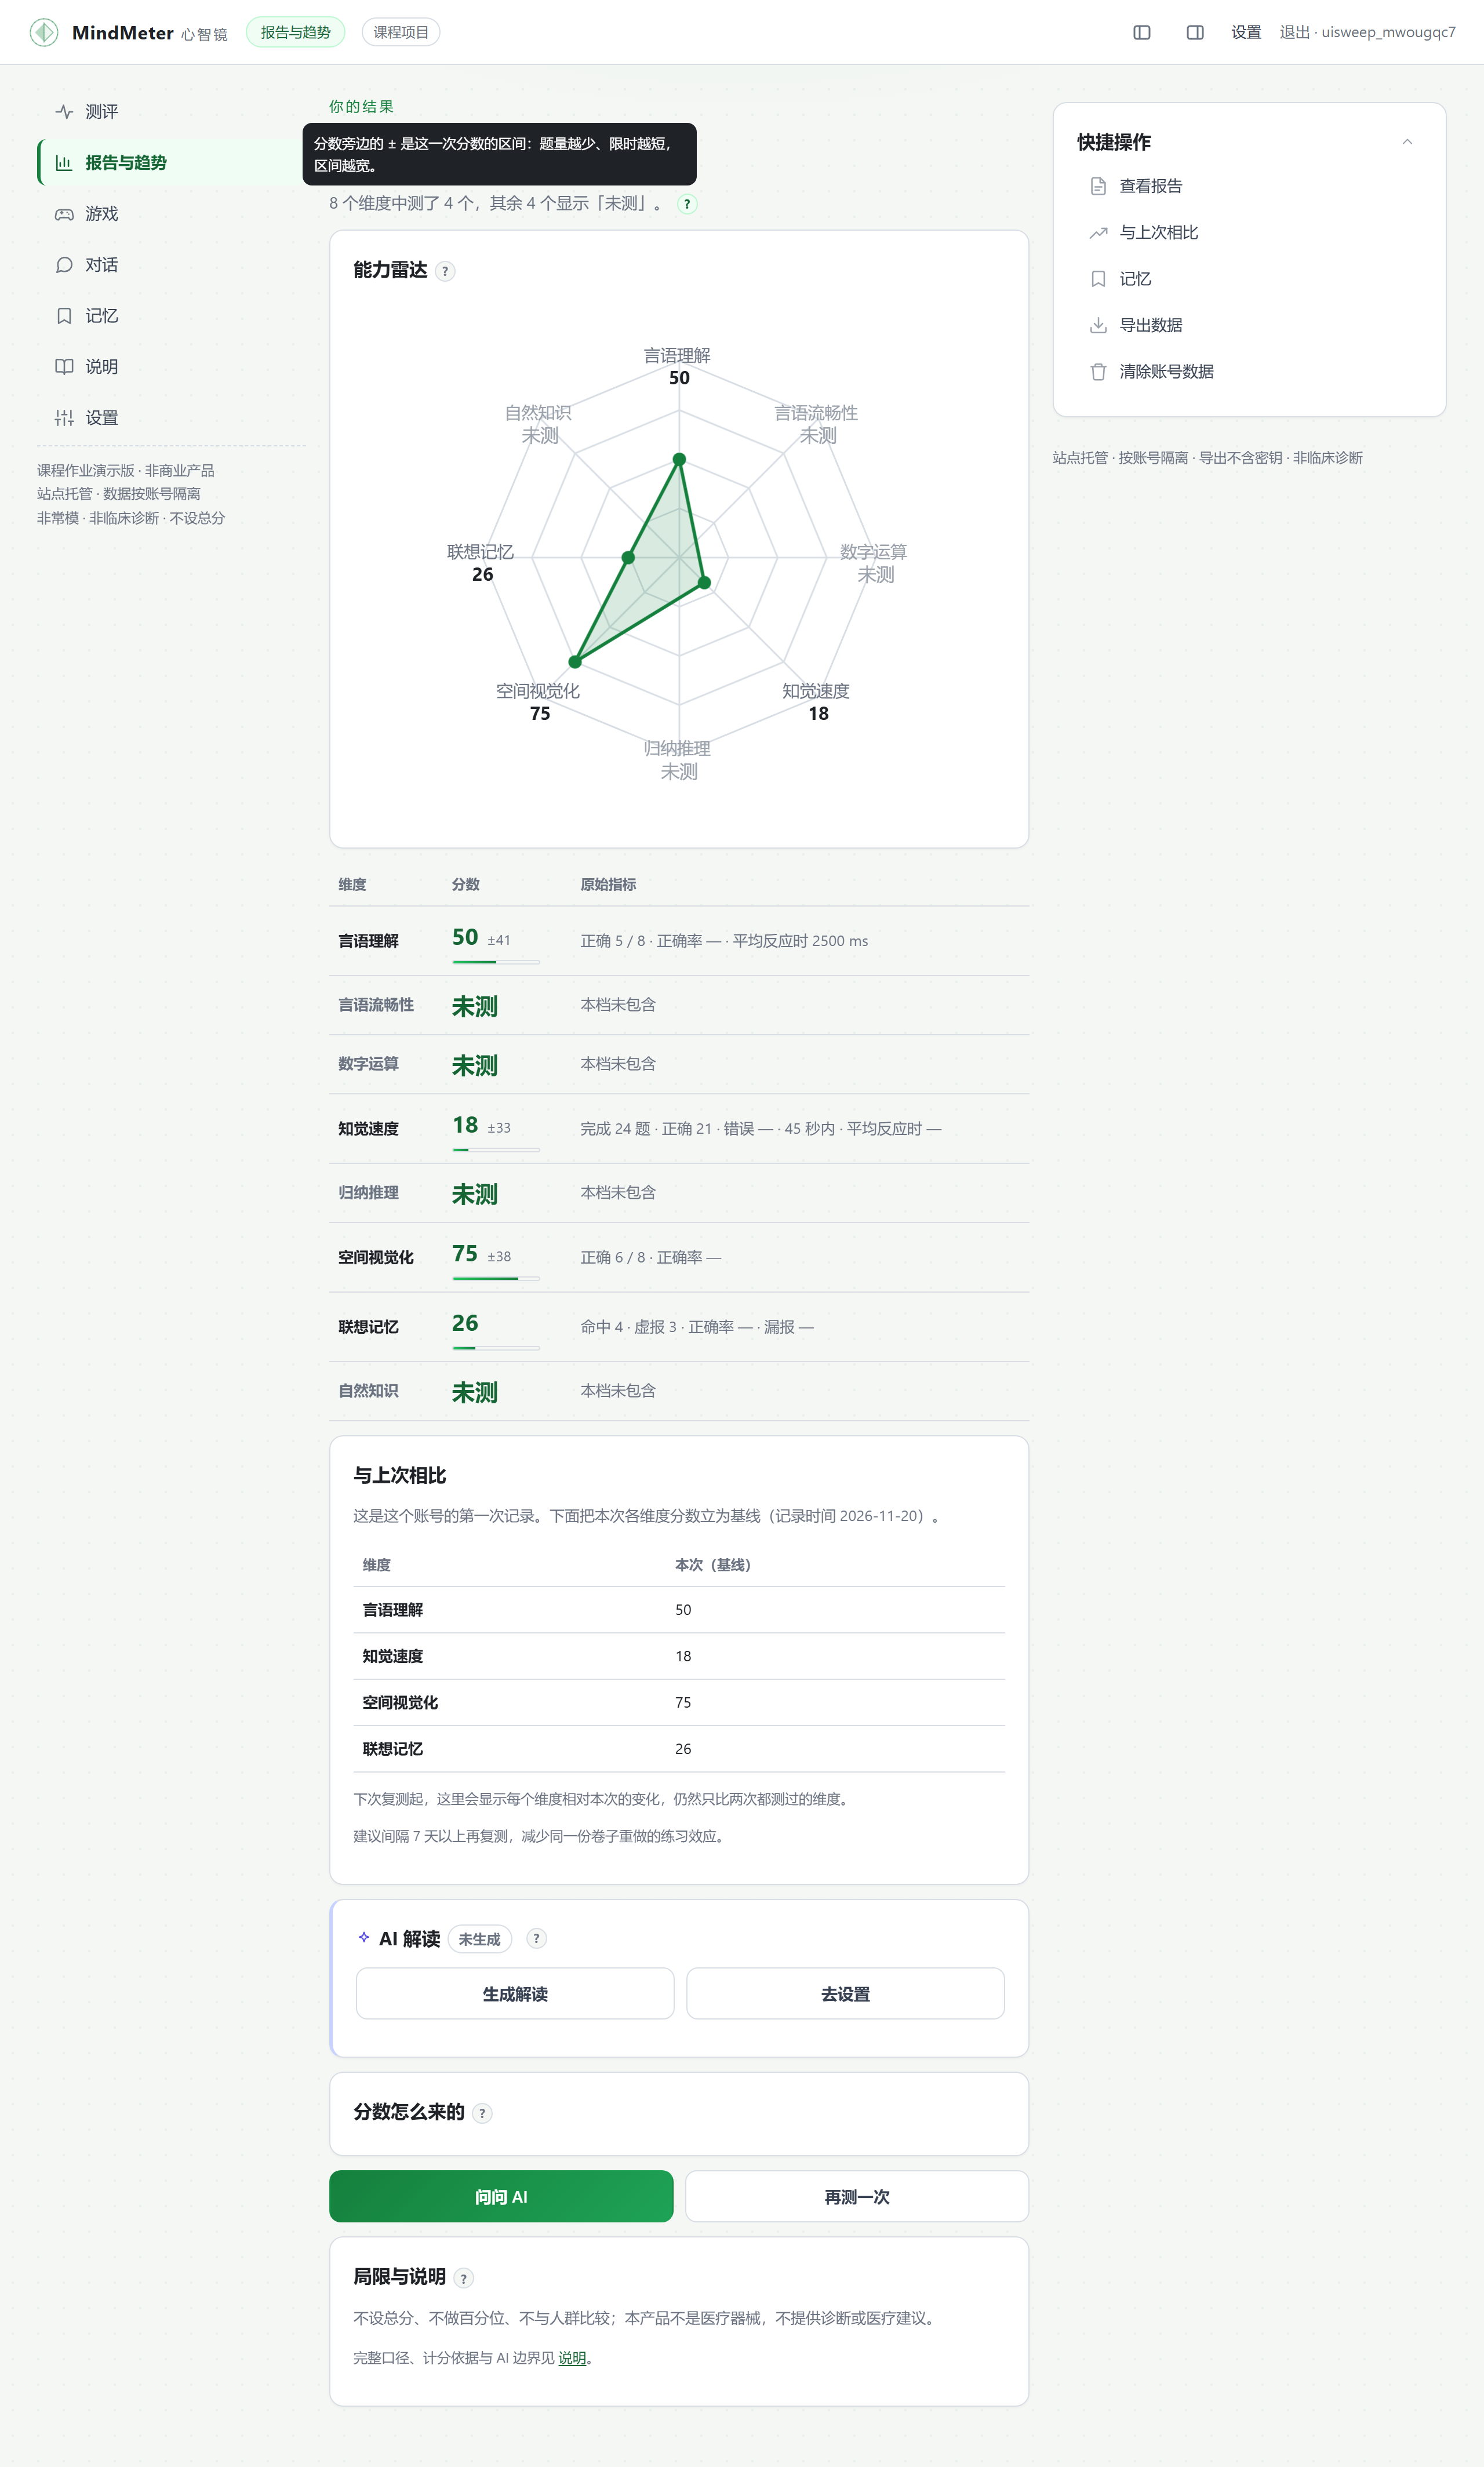 MindMeter 心智镜
报告与趋势
课程项目
设置
退出 · uisweep_mwougqc7
测评
报告与趋势
游戏
对话
记忆
说明
设置
课程作业演示版 · 非商业产品
站点托管 · 数据按账号隔离
非常模 · 非临床诊断 · 不设总分
你的结果
分数旁边的 ± 是这一次分数的区间：题量越少、限时越短，
区间越宽。
8 个维度中测了 4 个，其余 4 个显示「未测」。 ?
能力雷达 ?
言语理解
50
自然知识
未测
言语流畅性
未测
联想记忆
26
数字运算
未测
空间视觉化
75
知觉速度
18
归纳推理
未测
维度 分数 原始指标
言语理解 50 ±41 正确 5 / 8 · 正确率 — · 平均反应时 2500 ms
言语流畅性 未测 本档未包含
数字运算 未测 本档未包含
知觉速度 18 ±33 完成 24 题 · 正确 21 · 错误 — · 45 秒内 · 平均反应时 —
归纳推理 未测 本档未包含
空间视觉化 75 ±38 正确 6 / 8 · 正确率 —
联想记忆 26 命中 4 · 虚报 3 · 正确率 — · 漏报 —
自然知识 未测 本档未包含
与上次相比
这是这个账号的第一次记录。下面把本次各维度分数立为基线（记录时间 2026-11-20）。
维度 本次（基线）
言语理解 50
知觉速度 18
空间视觉化 75
联想记忆 26
下次复测起，这里会显示每个维度相对本次的变化，仍然只比两次都测过的维度。
建议间隔 7 天以上再复测，减少同一份卷子重做的练习效应。
AI 解读 未生成 ?
生成解读
去设置
分数怎么来的 ?
问问 AI
再测一次
局限与说明 ?
不设总分、不做百分位、不与人群比较；本产品不是医疗器械，不提供诊断或医疗建议。
完整口径、计分依据与 AI 边界见 说明。
快捷操作
查看报告
与上次相比
记忆
导出数据
清除账号数据
站点托管 · 按账号隔离 · 导出不含密钥 · 非临床诊断